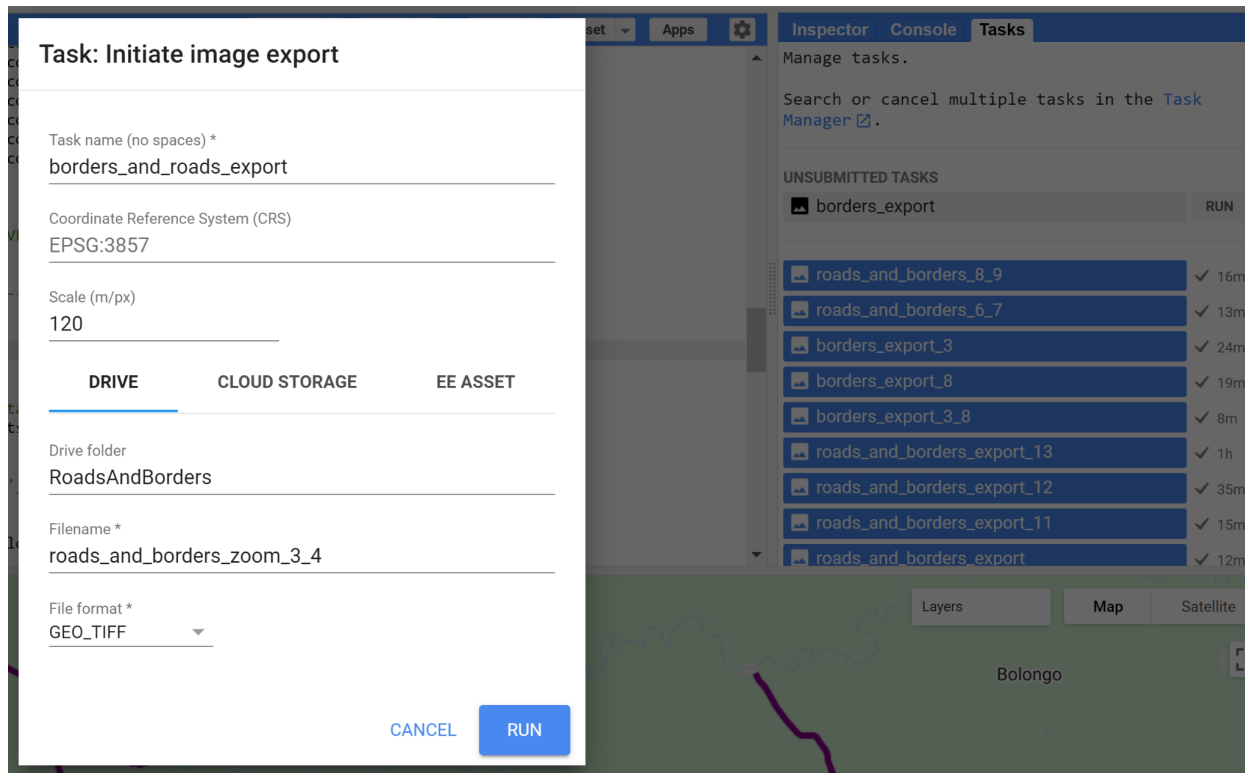 Task: Initiate image export
Task name (no spaces) *
borders_and_roads_export
Coordinate Reference System (CRS)
EPSG:3857
Scale (m/px)
120
DRIVE CLOUD STORAGE EE ASSET
Drive folder
RoadsAndBorders
Filename *
roads_and_borders_zoom_3_4
File format *
GEO_TIFF
CANCEL RUN
set Apps
Inspector Console Tasks
Manage tasks.
Search or cancel multiple tasks in the Task
Manager .
UNSUBMITTED TASKS
borders_export RUN
roads_and_borders_8_9 16m
roads_and_borders_6_7 13m
borders_export_3 24m
borders_export_8 19m
borders_export_3_8 8m
roads_and_borders_export_13 1h
roads_and_borders_export_12 35m
roads_and_borders_export_11 15m
roads_and_borders_export 12m
Layers Map Satellite
Bolongo